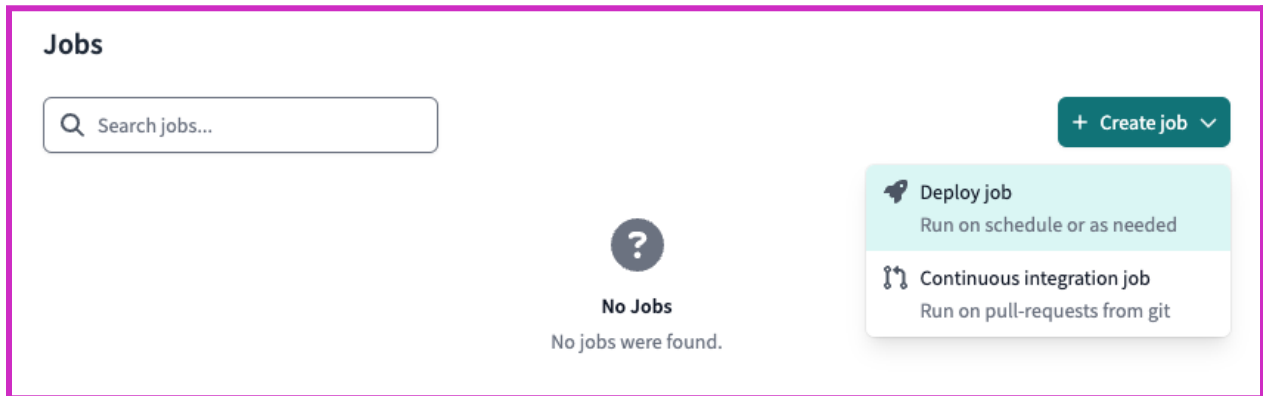 Jobs
Search jobs...
+ Create job
Deploy job
Run on schedule or as needed
Continuous integration job
Run on pull-requests from git
?
No Jobs
No jobs were found.